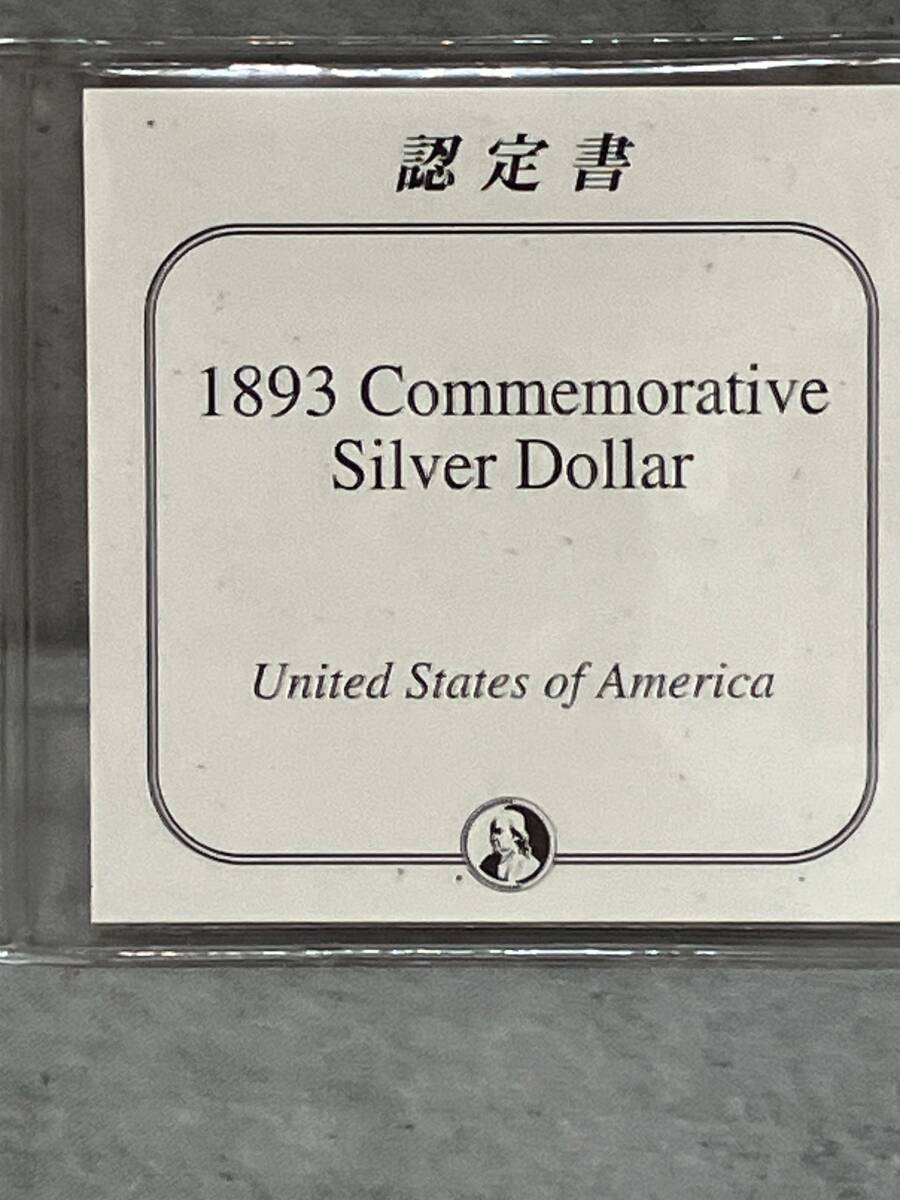 認定書
1893 Commemorative
Silver Dollar
United States of America